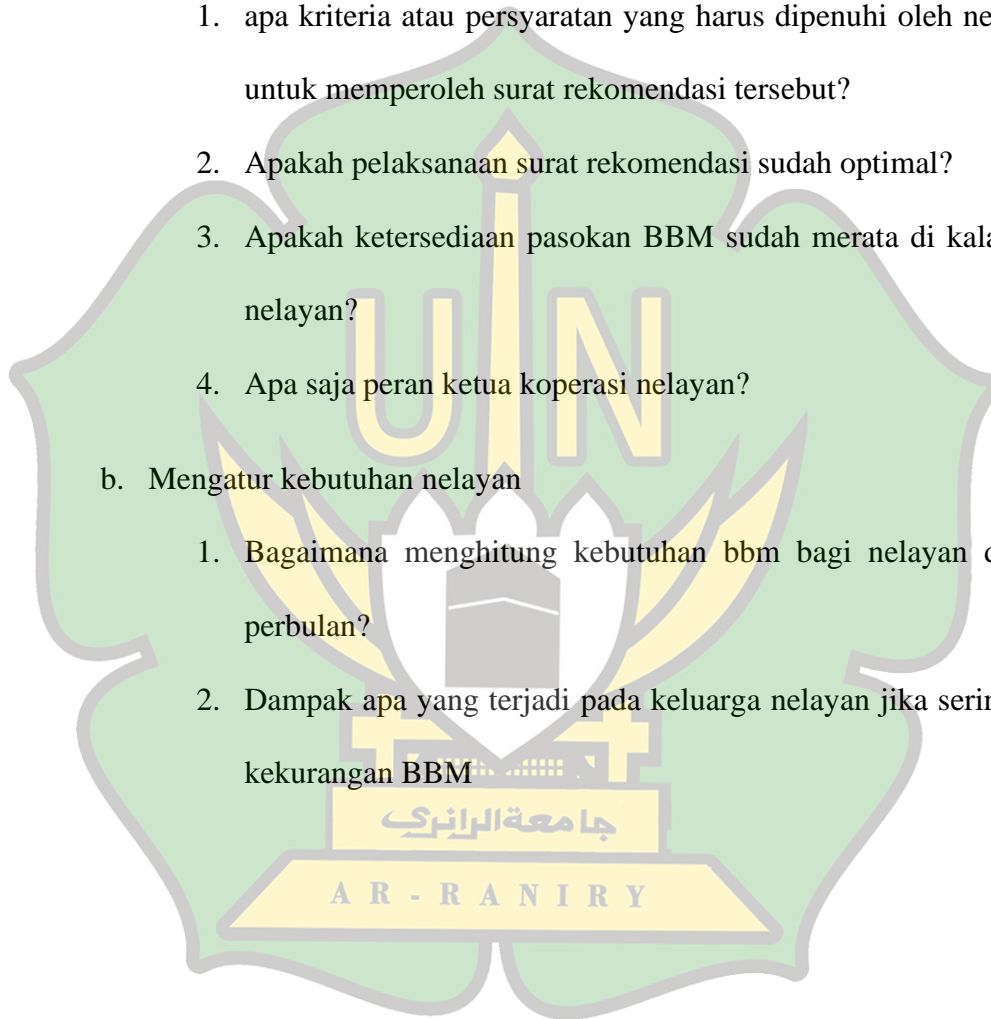 1. apa kriteria atau persyaratan yang harus dipenuhi oleh
untuk memperoleh surat rekomendasi tersebut?
2. Apakah pelaksanaan surat rekomendasi sudah optimal?
3. Apakah ketersediaan pasokan BBM sudah merata di
nelayan?
4. Apa saja peran ketua koperasi nelayan?
b. Mengatur kebutuhan nelayan
1. Bagaimana menghitung kebutuhan bbm bagi nelayan
perbulan?
2. Dampak apa yang terjadi pada keluarga nelayan jika
kekurangan BBM
UIN
جامعة الرانري
AR-RANIRY